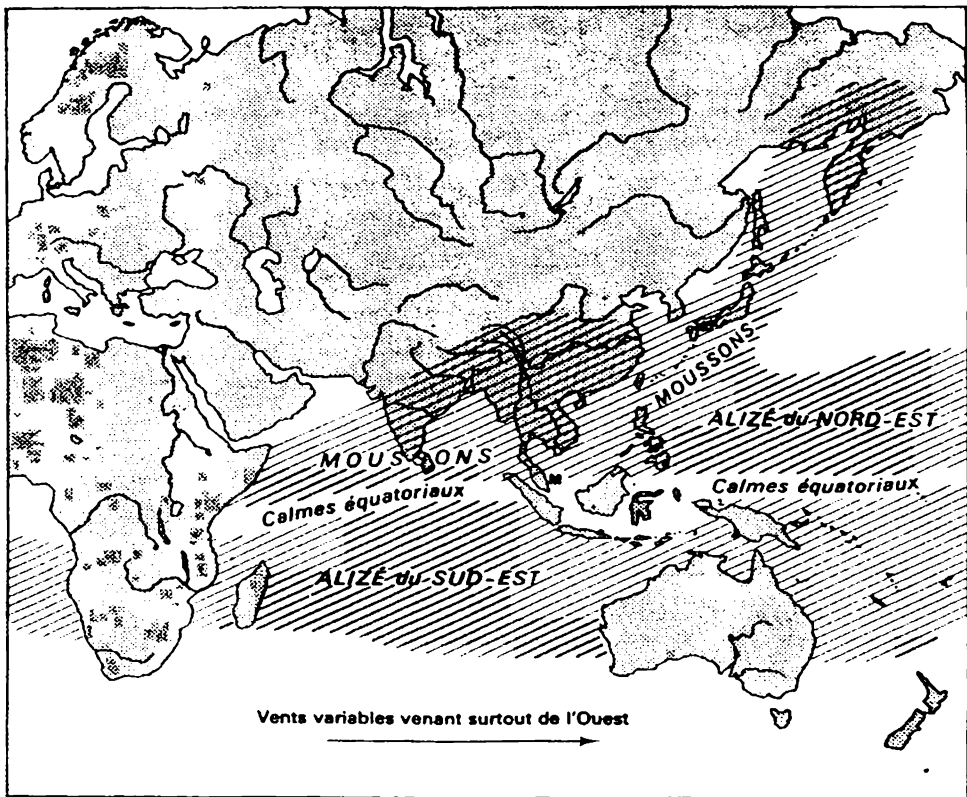 MOUSSONS
ALIZÉ du NORD-EST
MOUSSONS
Calmes équatoriaux
Calmes équatoriaux
ALIZÉ du SUD-EST
Vents variables venant surtout de l'Ouest